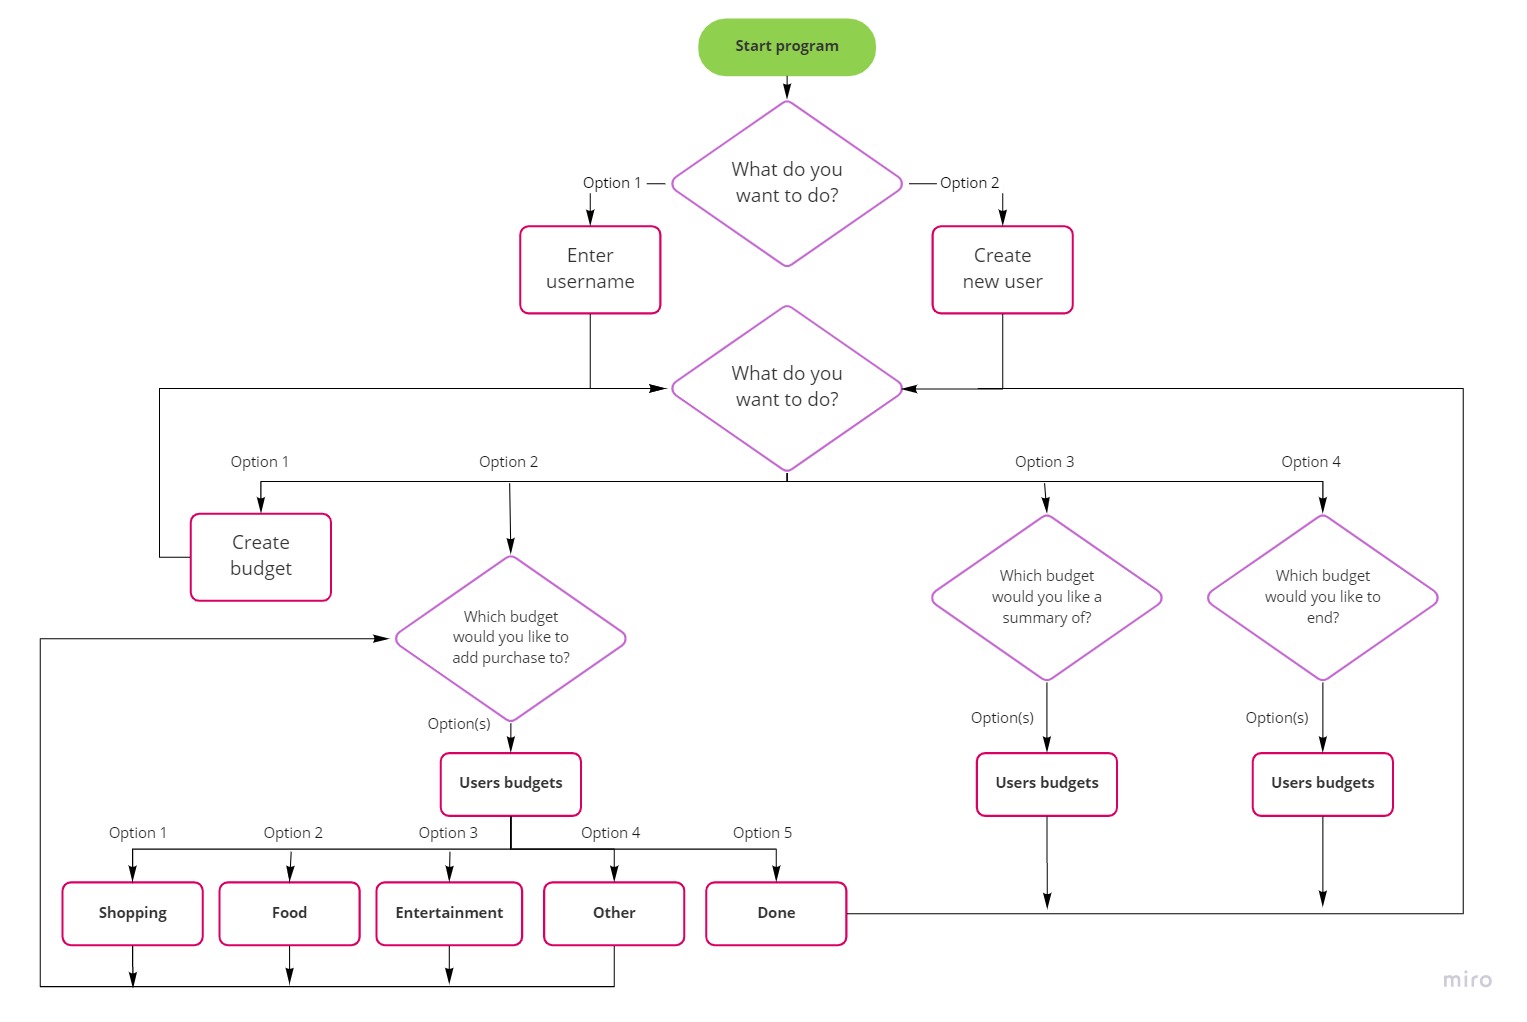 Start program
What do you
want to do?
Option 1
Option 2
Enter
username
Create
new user
What do you
want to do?
Option 1
Option 2
Option 3
Option 4
Create
budget
Which budget
would you like to
add purchase to?
Which budget
would you like a
summary of?
Which budget
would you like to
end?
Option(s)
Option(s)
Option(s)
Users budgets
Users budgets
Users budgets
Option 1
Option 2
Option 3
Option 4
Option 5
Shopping
Food
Entertainment
Other
Done
miro